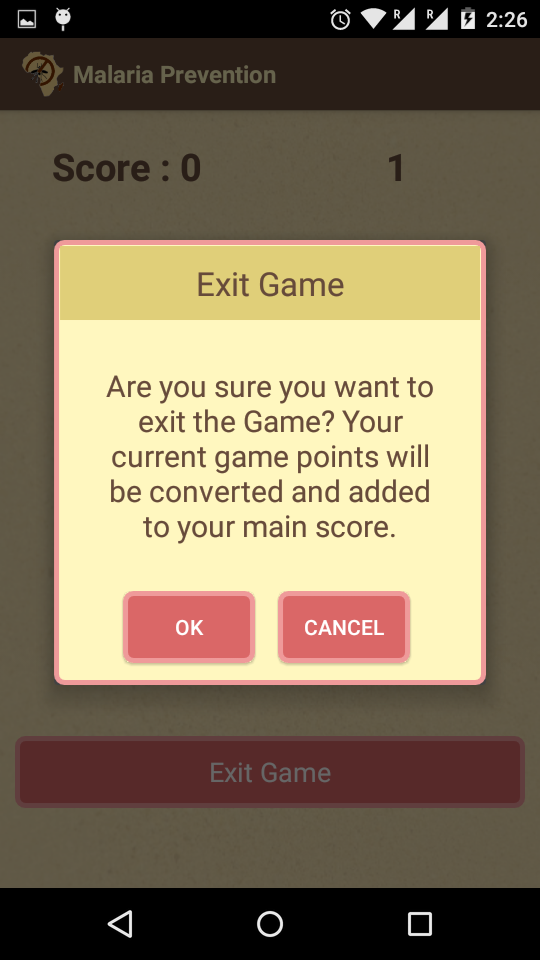 R R 2:26
Malaria Prevention
Score : 0 1
Exit Game
Are you sure you want to
exit the Game? Your
current game points will
be converted and added
to your main score.
OK CANCEL
Exit Game